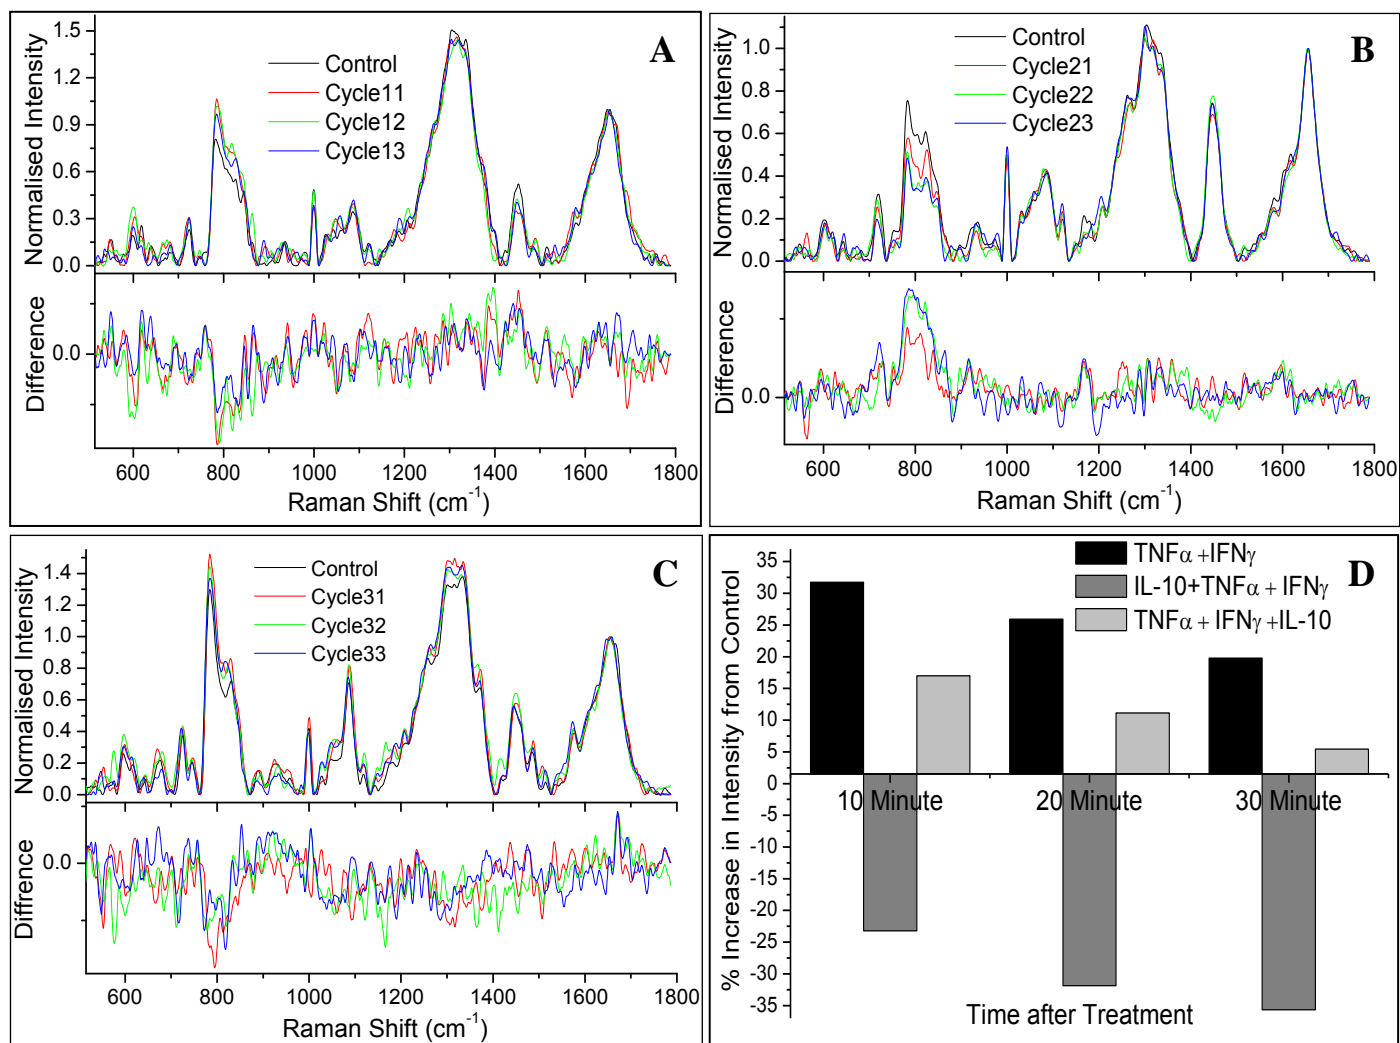 A
Control
Cycle11
Cycle12
Cycle13
Normalised Intensity
1.5
1.2
0.9
0.6
0.3
0.0
Difference
0.0
600 800 1000 1200 1400 1600 1800
Raman Shift (cm⁻¹)
B
Control
Cycle21
Cycle22
Cycle23
Normalised Intensity
1.0
0.8
0.6
0.4
0.2
0.0
Difference
0.0
600 800 1000 1200 1400 1600 1800
Raman Shift (cm⁻¹)
C
Control
Cycle31
Cycle32
Cycle33
Normalised Intensity
1.4
1.2
1.0
0.8
0.6
0.4
0.2
0.0
Diffrence
0.0
600 800 1000 1200 1400 1600 1800
Raman Shift (cm⁻¹)
D
TNFα +IFNγ
IL-10+TNFα + IFNγ
TNFα + IFNγ +IL-10
% Increase in Intensity from Control
35
30
25
20
15
10
5
0
-5
-10
-15
-20
-25
-30
-35
10 Minute 20 Minute 30 Minute
Time after Treatment